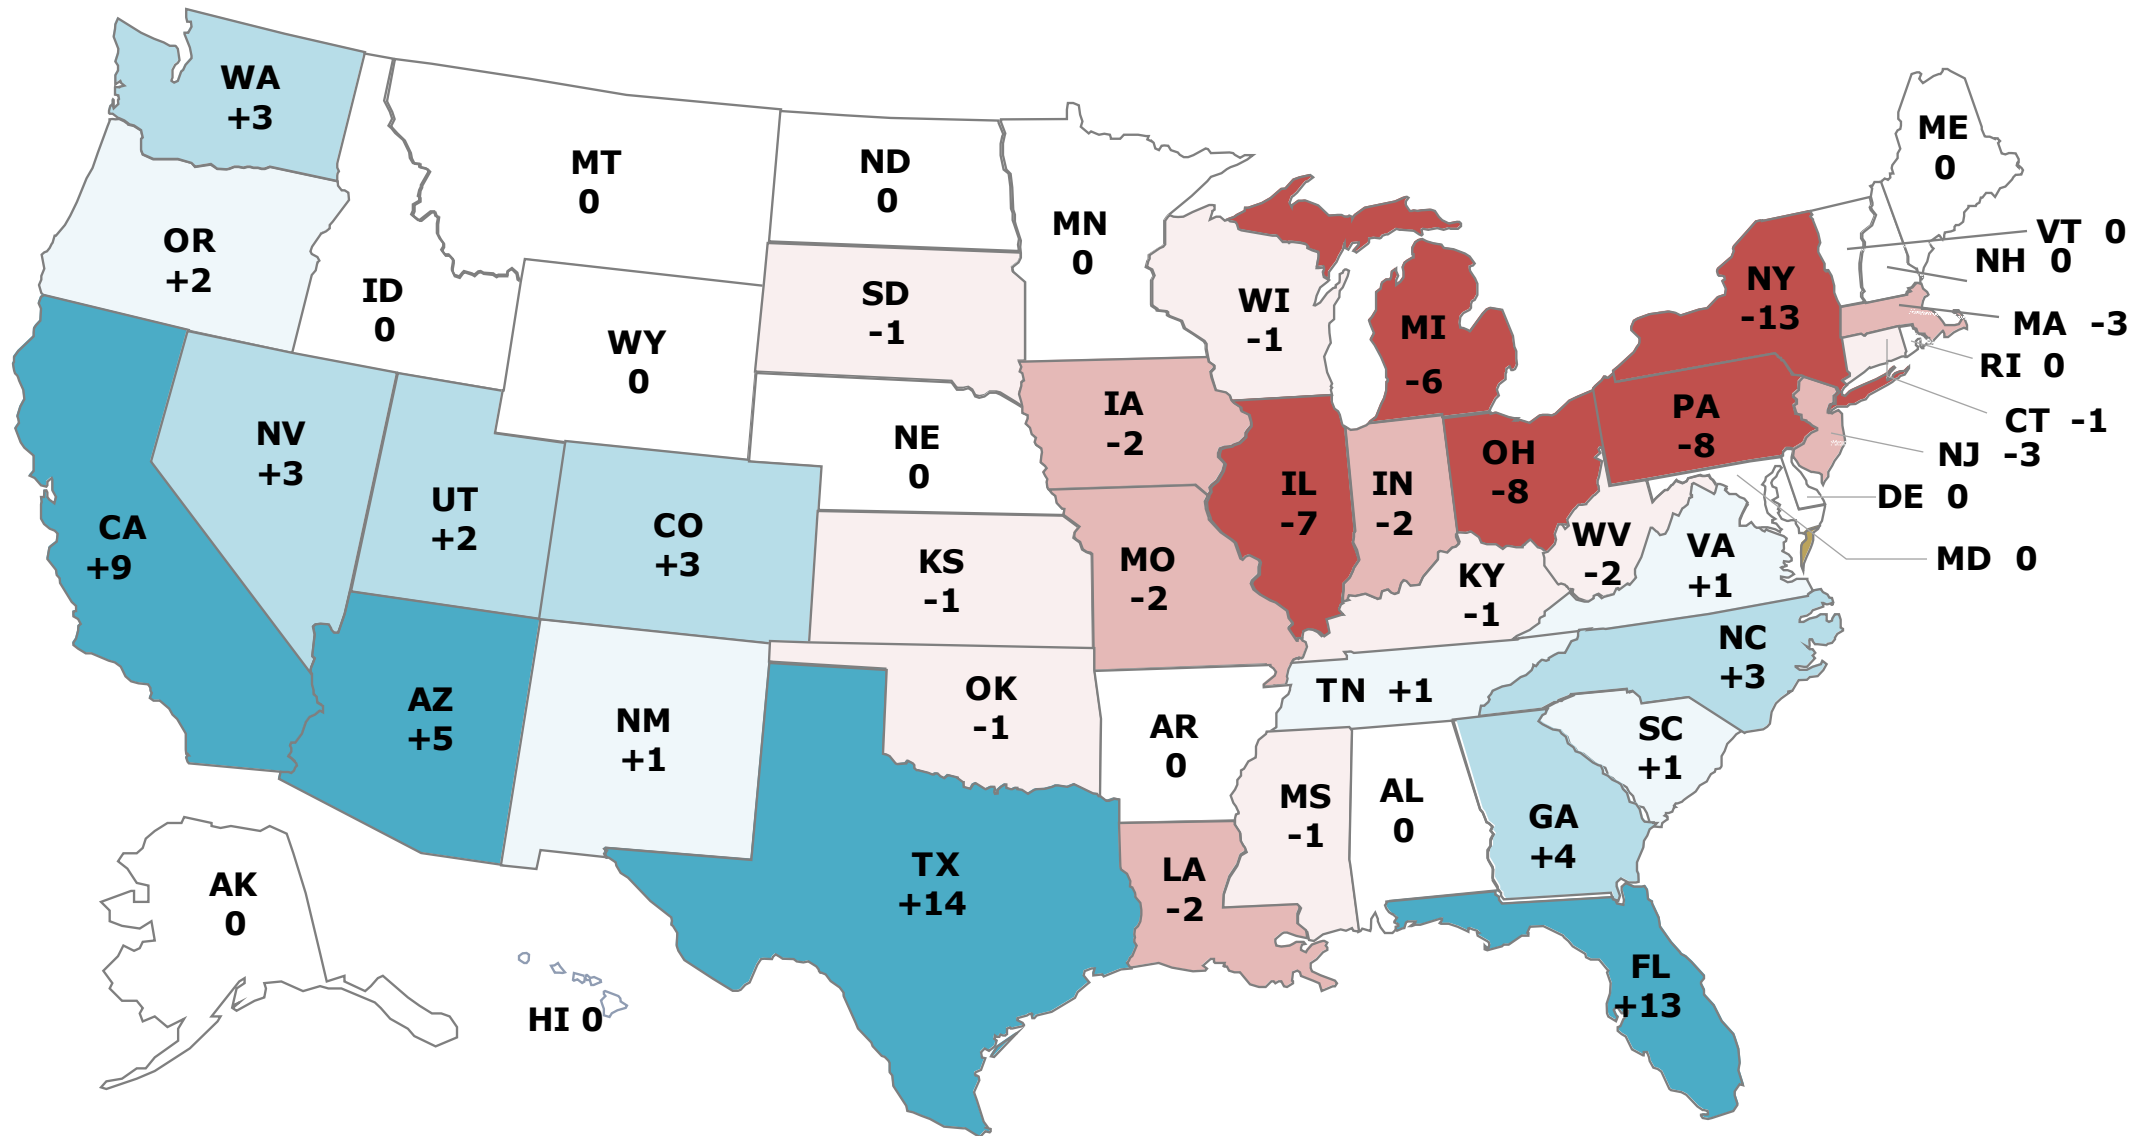 WA
+3
OR
+2
CA
+9
NV
+3
ID
0
MT
0
WY
0
UT
+2
CO
+3
AZ
+5
NM
+1
ND
0
SD
-1
NE
0
KS
-1
OK
-1
TX
+14
MN
0
IA
-2
MO
-2
AR
0
LA
-2
WI
-1
IL
-7
MI
-6
IN
-2
OH
-8
KY
-1
TN +1
MS
-1
AL
0
GA
+4
FL
+13
SC
+1
NC
+3
VA
+1
WV
-2
PA
-8
NY
-13
ME
0
VT 0
NH 0
MA -3
RI 0
CT -1
NJ -3
DE 0
MD 0
AK
0
HI 0